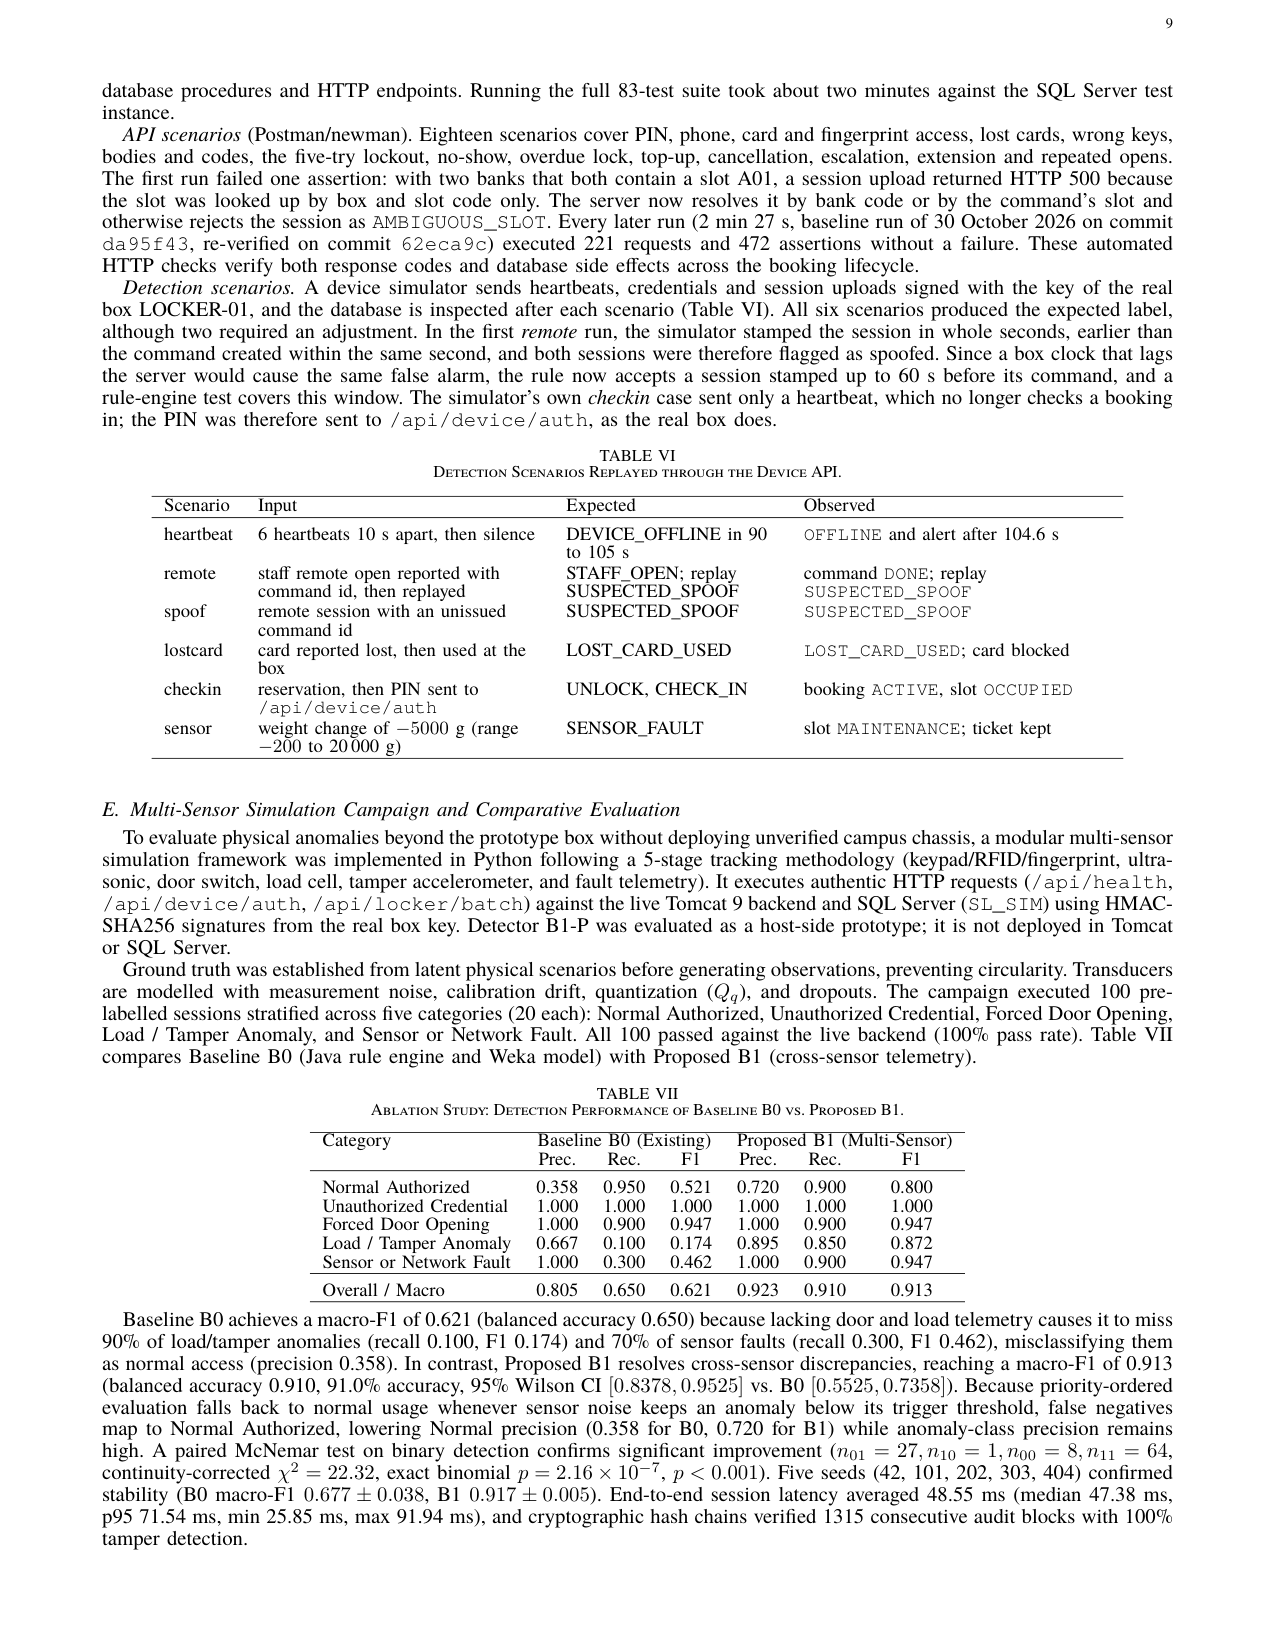 9
database procedures and HTTP endpoints. Running the full 83-test suite took about two minutes against the SQL Server test
instance.
API scenarios (Postman/newman). Eighteen scenarios cover PIN, phone, card and fingerprint access, lost cards, wrong keys,
bodies and codes, the five-try lockout, no-show, overdue lock, top-up, cancellation, escalation, extension and repeated opens.
The first run failed one assertion: with two banks that both contain a slot A01, a session upload returned HTTP 500 because
the slot was looked up by box and slot code only. The server now resolves it by bank code or by the command's slot and
otherwise rejects the session as AMBIGUOUS_SLOT. Every later run (2 min 27 s, baseline run of 30 October 2026 on commit
da95f43, re-verified on commit 62eca9c) executed 221 requests and 472 assertions without a failure. These automated
HTTP checks verify both response codes and database side effects across the booking lifecycle.
Detection scenarios. A device simulator sends heartbeats, credentials and session uploads signed with the key of the real
box LOCKER-01, and the database is inspected after each scenario (Table VI). All six scenarios produced the expected label,
although two required an adjustment. In the first remote run, the simulator stamped the session in whole seconds, earlier than
the command created within the same second, and both sessions were therefore flagged as spoofed. Since a box clock that lags
the server would cause the same false alarm, the rule now accepts a session stamped up to 60 s before its command, and a
rule-engine test covers this window. The simulator's own checkin case sent only a heartbeat, which no longer checks a booking
in; the PIN was therefore sent to /api/device/auth, as the real box does.
TABLE VI
DETECTION SCENARIOS REPLAYED THROUGH THE DEVICE API.
Scenario Input Expected Observed
heartbeat 6 heartbeats 10 s apart, then silence DEVICE_OFFLINE in 90 OFFLINE and alert after 104.6 s
to 105 s
remote staff remote open reported with STAFF_OPEN; replay command DONE; replay
command id, then replayed SUSPECTED_SPOOF SUSPECTED_SPOOF
spoof remote session with an unissued SUSPECTED_SPOOF SUSPECTED_SPOOF
command id
lostcard card reported lost, then used at the LOST_CARD_USED LOST_CARD_USED; card blocked
box
checkin reservation, then PIN sent to UNLOCK, CHECK_IN booking ACTIVE, slot OCCUPIED
/api/device/auth
sensor weight change of −5000 g (range SENSOR_FAULT slot MAINTENANCE; ticket kept
−200 to 20 000 g)
E. Multi-Sensor Simulation Campaign and Comparative Evaluation
To evaluate physical anomalies beyond the prototype box without deploying unverified campus chassis, a modular multi-sensor
simulation framework was implemented in Python following a 5-stage tracking methodology (keypad/RFID/fingerprint, ultra-
sonic, door switch, load cell, tamper accelerometer, and fault telemetry). It executes authentic HTTP requests (/api/health,
/api/device/auth, /api/locker/batch) against the live Tomcat 9 backend and SQL Server (SL_SIM) using HMAC-
SHA256 signatures from the real box key. Detector B1-P was evaluated as a host-side prototype; it is not deployed in Tomcat
or SQL Server.
Ground truth was established from latent physical scenarios before generating observations, preventing circularity. Transducers
are modelled with measurement noise, calibration drift, quantization (Qq), and dropouts. The campaign executed 100 pre-
labelled sessions stratified across five categories (20 each): Normal Authorized, Unauthorized Credential, Forced Door Opening,
Load / Tamper Anomaly, and Sensor or Network Fault. All 100 passed against the live backend (100% pass rate). Table VII
compares Baseline B0 (Java rule engine and Weka model) with Proposed B1 (cross-sensor telemetry).
TABLE VII
ABLATION STUDY: DETECTION PERFORMANCE OF BASELINE B0 VS. PROPOSED B1.
Category Baseline B0 (Existing) Proposed B1 (Multi-Sensor)
Prec. Rec. F1 Prec. Rec. F1
Normal Authorized 0.358 0.950 0.521 0.720 0.900 0.800
Unauthorized Credential 1.000 1.000 1.000 1.000 1.000 1.000
Forced Door Opening 1.000 0.900 0.947 1.000 0.900 0.947
Load / Tamper Anomaly 0.667 0.100 0.174 0.895 0.850 0.872
Sensor or Network Fault 1.000 0.300 0.462 1.000 0.900 0.947
Overall / Macro 0.805 0.650 0.621 0.923 0.910 0.913
Baseline B0 achieves a macro-F1 of 0.621 (balanced accuracy 0.650) because lacking door and load telemetry causes it to miss
90% of load/tamper anomalies (recall 0.100, F1 0.174) and 70% of sensor faults (recall 0.300, F1 0.462), misclassifying them
as normal access (precision 0.358). In contrast, Proposed B1 resolves cross-sensor discrepancies, reaching a macro-F1 of 0.913
(balanced accuracy 0.910, 91.0% accuracy, 95% Wilson CI [0.8378, 0.9525] vs. B0 [0.5525, 0.7358]). Because priority-ordered
evaluation falls back to normal usage whenever sensor noise keeps an anomaly below its trigger threshold, false negatives
map to Normal Authorized, lowering Normal precision (0.358 for B0, 0.720 for B1) while anomaly-class precision remains
high. A paired McNemar test on binary detection confirms significant improvement (n01 = 27, n10 = 1, n00 = 8, n11 = 64,
continuity-corrected χ² = 22.32, exact binomial p = 2.16 × 10⁻⁷, p < 0.001). Five seeds (42, 101, 202, 303, 404) confirmed
stability (B0 macro-F1 0.677 ± 0.038, B1 0.917 ± 0.005). End-to-end session latency averaged 48.55 ms (median 47.38 ms,
p95 71.54 ms, min 25.85 ms, max 91.94 ms), and cryptographic hash chains verified 1315 consecutive audit blocks with 100%
tamper detection.